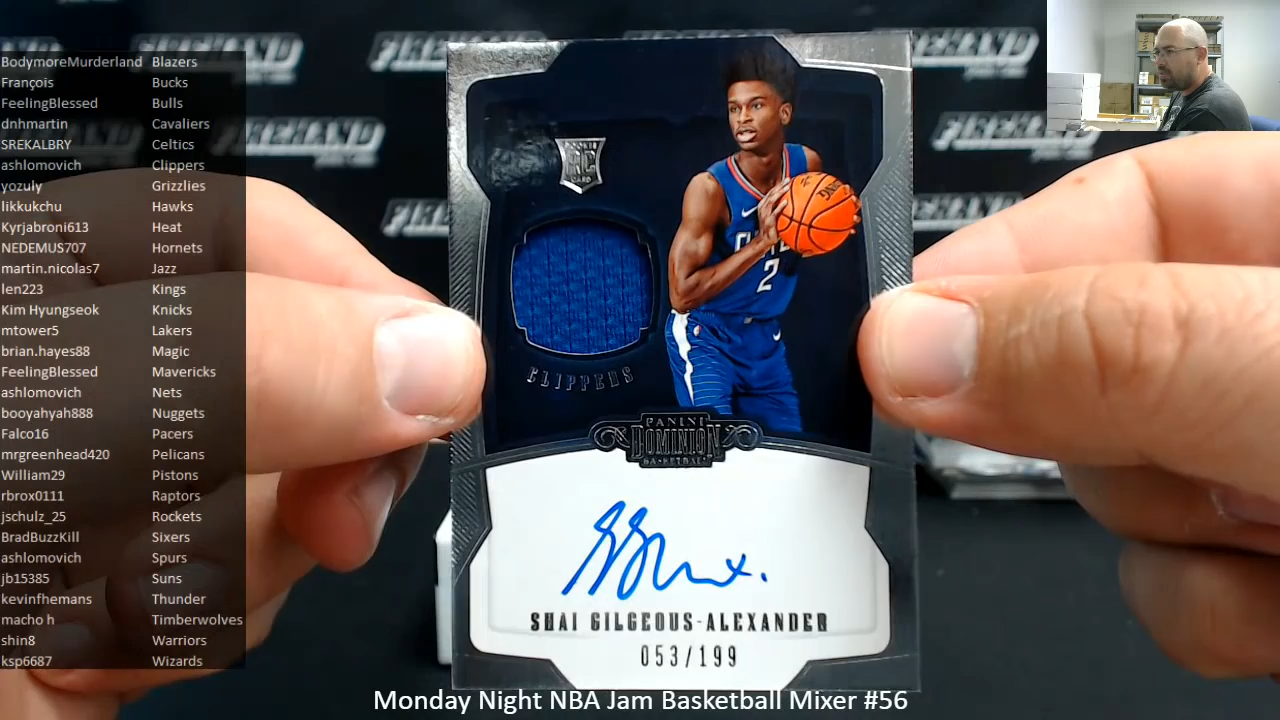 BodymoreMurderland Blazers
François Bucks
FeelingBlessed Bulls
dnhmartin Cavaliers
SREKALBRY Celtics
ashlomovich Clippers
yozuly Grizzlies
likkukchu Hawks
Kyrjabroni613 Heat
NEDEMUS707 Hornets
martin.nicolas7 Jazz
len223 Kings
Kim Hyungseok Knicks
mtower5 Lakers
brian.hayes88 Magic
FeelingBlessed Mavericks
ashlomovich Nets
booyahyah888 Nuggets
Falco16 Pacers
mrgreenhead420 Pelicans
William29 Pistons
rbrox0111 Raptors
jschulz_25 Rockets
BradBuzzKill Sixers
ashlomovich Spurs
jb15385 Suns
kevinfhemans Thunder
macho h Timberwolves
shin8 Warriors
ksp6687 Wizards
FIREHAND
RC
CARD
2
CLIPPERS
PANINI
DOMINION
BASKETBALL
SHAI GILGEOUS-ALEXANDER
053/199
Monday Night NBA Jam Basketball Mixer #56